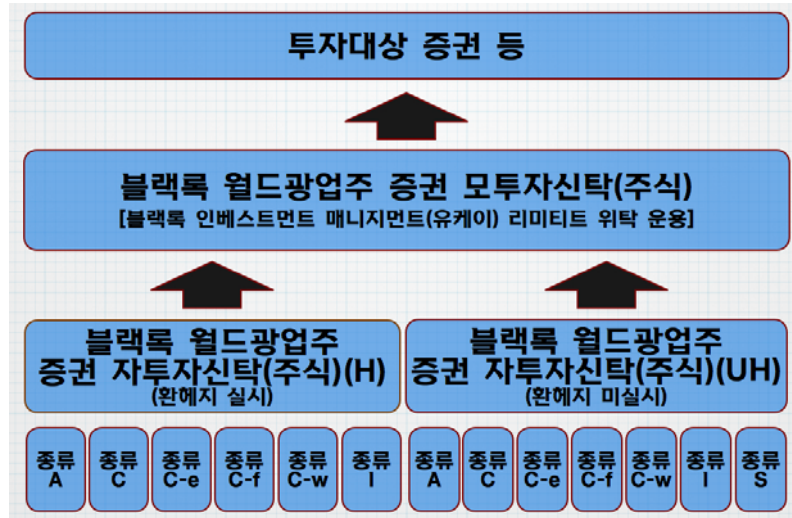 투자대상 증권 등
블랙록 월드광업주 증권 모투자신탁(주식)
[블랙록 인베스트먼트 매니지먼트(유케이) 리미티드 위탁 운용]
블랙록 월드광업주
증권 자투자신탁(주식)(H)
(환헤지 실시)
블랙록 월드광업주
증권 자투자신탁(주식)(UH)
(환헤지 미실시)
종류
A
종류
C
종류
C-e
종류
C-f
종류
C-w
종류
I
종류
A
종류
C
종류
C-e
종류
C-f
종류
C-w
종류
I
종류
S